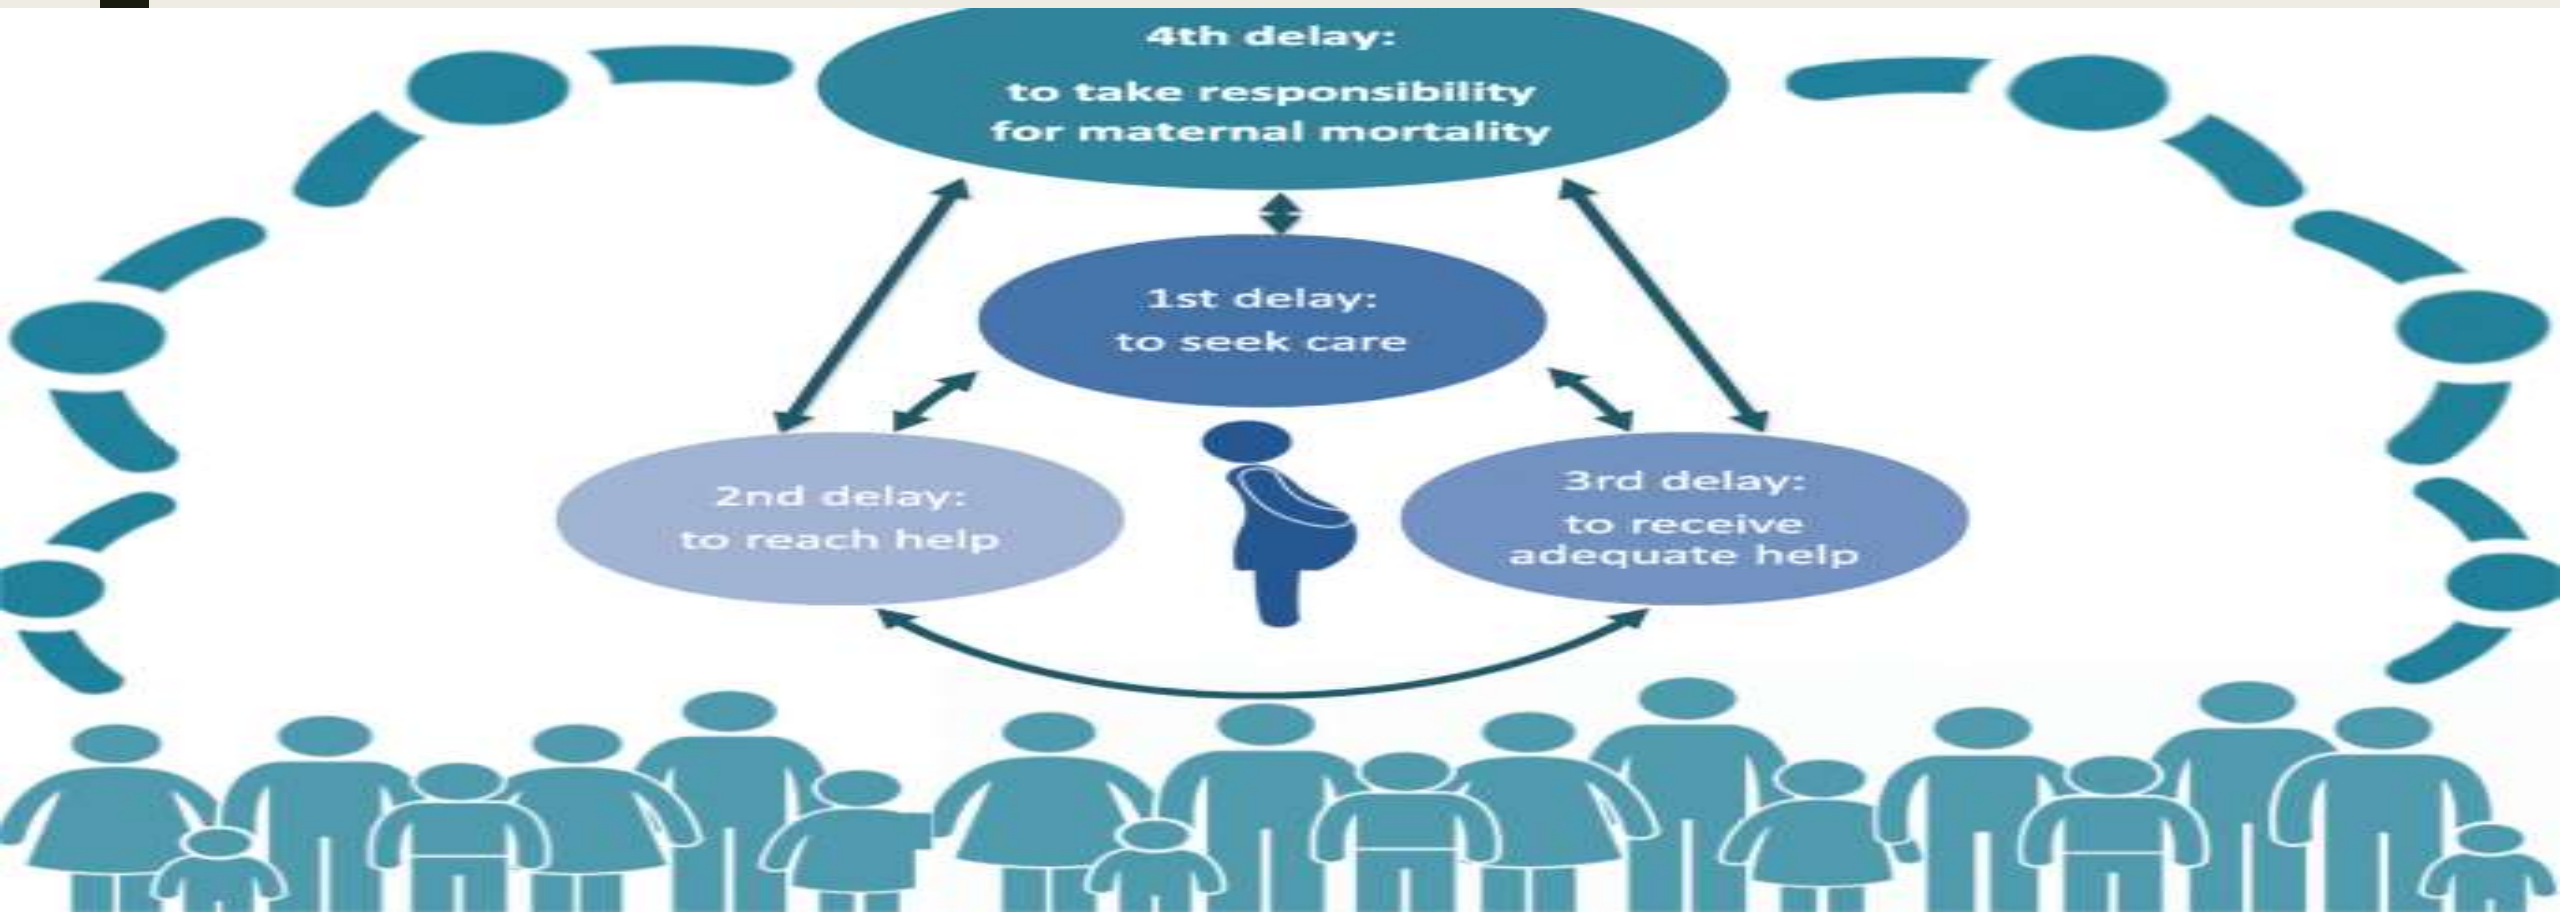 4th delay:
to take responsibility
for maternal mortality
1st delay:
to seek care
2nd delay:
to reach help
3rd delay:
to receive
adequate help